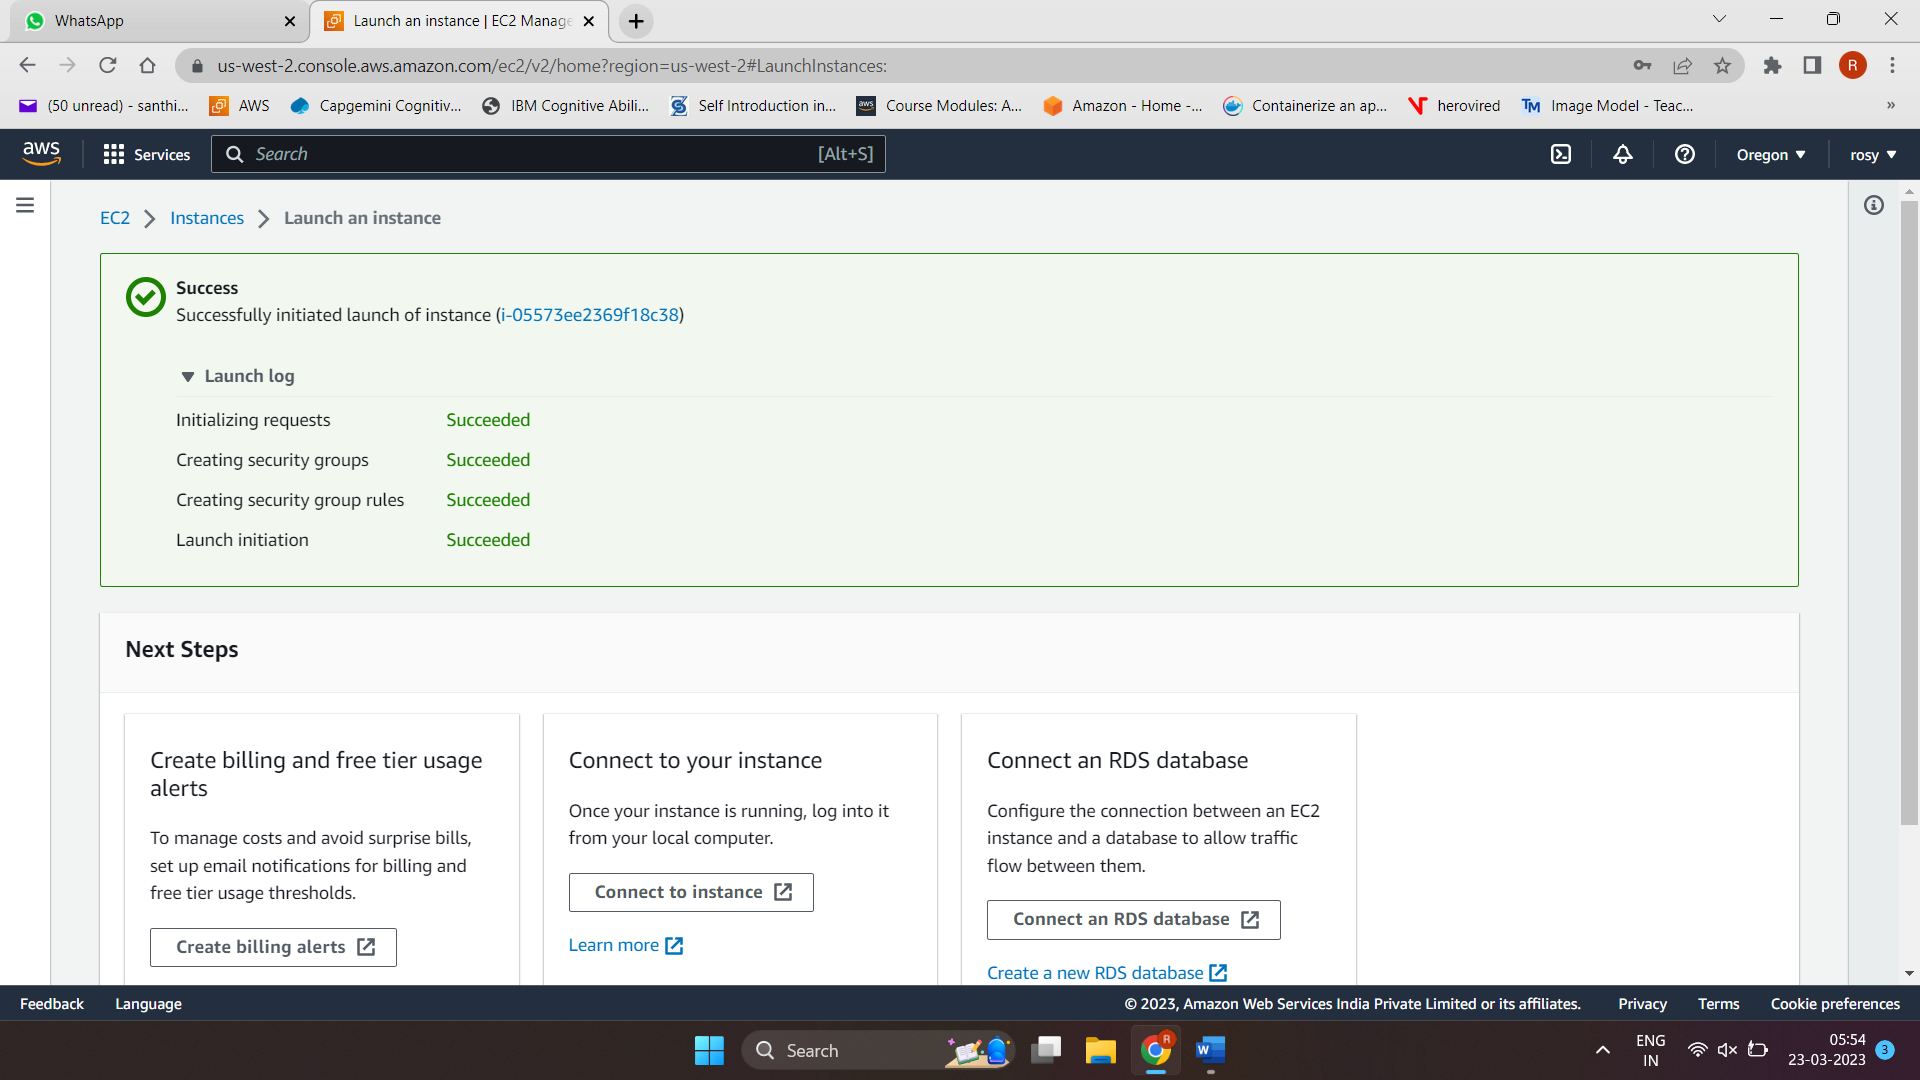 WhatsApp
Launch an instance | EC2 Manage
us-west-2.console.aws.amazon.com/ec2/v2/home?region=us-west-2#LaunchInstances:
R
(50 unread) - santhi...
AWS
Capgemini Cognitiv...
IBM Cognitive Abili...
Self Introduction in...
aws
Course Modules: A...
Amazon - Home -...
Containerize an ap...
herovired
TM
Image Model - Teac...
»
aws
Services
Search
[Alt+S]
Oregon
rosy
EC2
Instances
Launch an instance
Success
Successfully initiated launch of instance (i-05573ee2369f18c38)
Launch log
Initializing requests Succeeded
Creating security groups Succeeded
Creating security group rules Succeeded
Launch initiation Succeeded
Next Steps
Create billing and free tier usage
alerts
To manage costs and avoid surprise bills,
set up email notifications for billing and
free tier usage thresholds.
Create billing alerts
Connect to your instance
Once your instance is running, log into it
from your local computer.
Connect to instance
Learn more
Connect an RDS database
Configure the connection between an EC2
instance and a database to allow traffic
flow between them.
Connect an RDS database
Create a new RDS database
Feedback
Language
© 2023, Amazon Web Services India Private Limited or its affiliates.
Privacy
Terms
Cookie preferences
Search
R
W
ENG
IN
05:54
23-03-2023
3